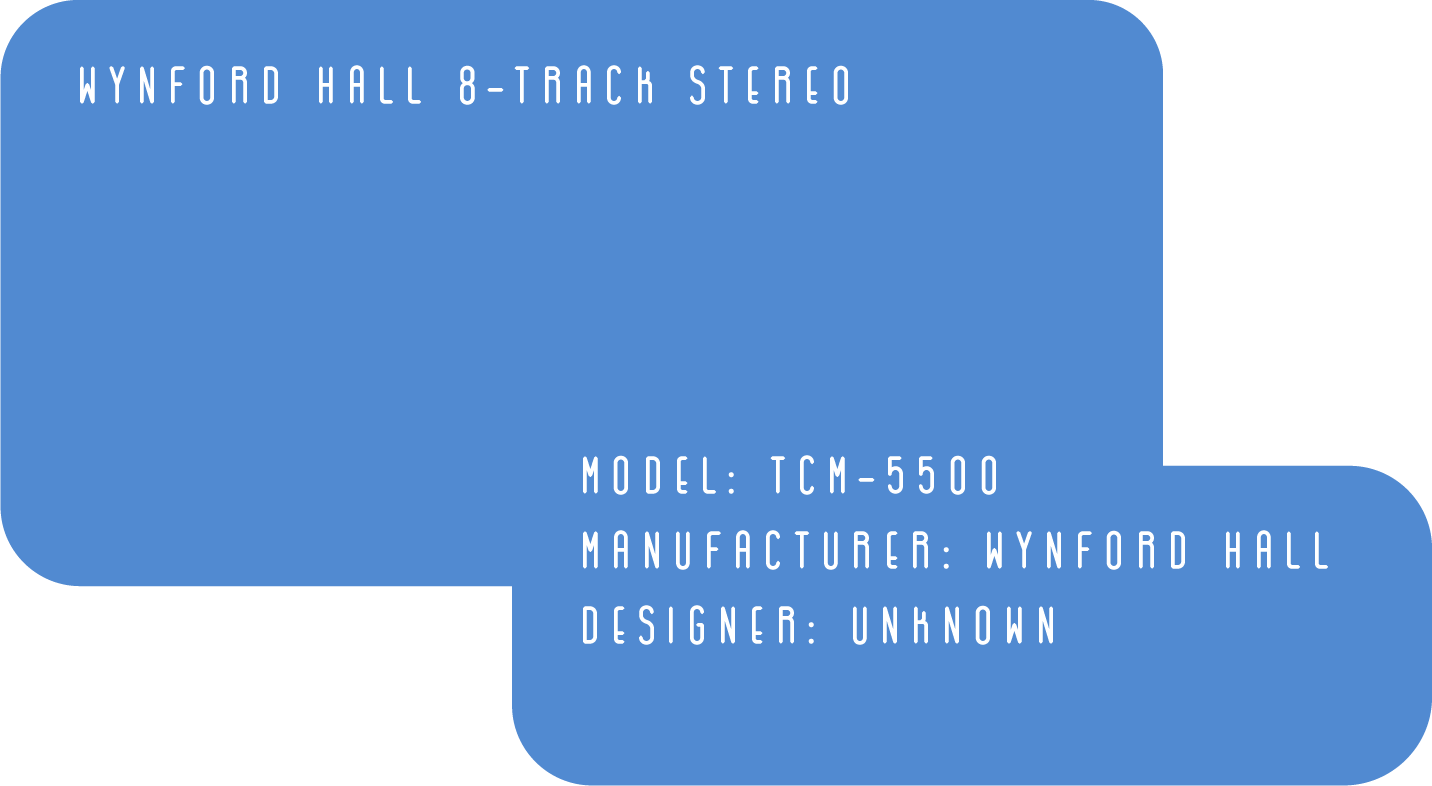 WYNFORD HALL 8-TRACK STEREO
MODEL: TCM-5500
MANUFACTURER: WYNFORD HALL
DESIGNER: UNKNOWN